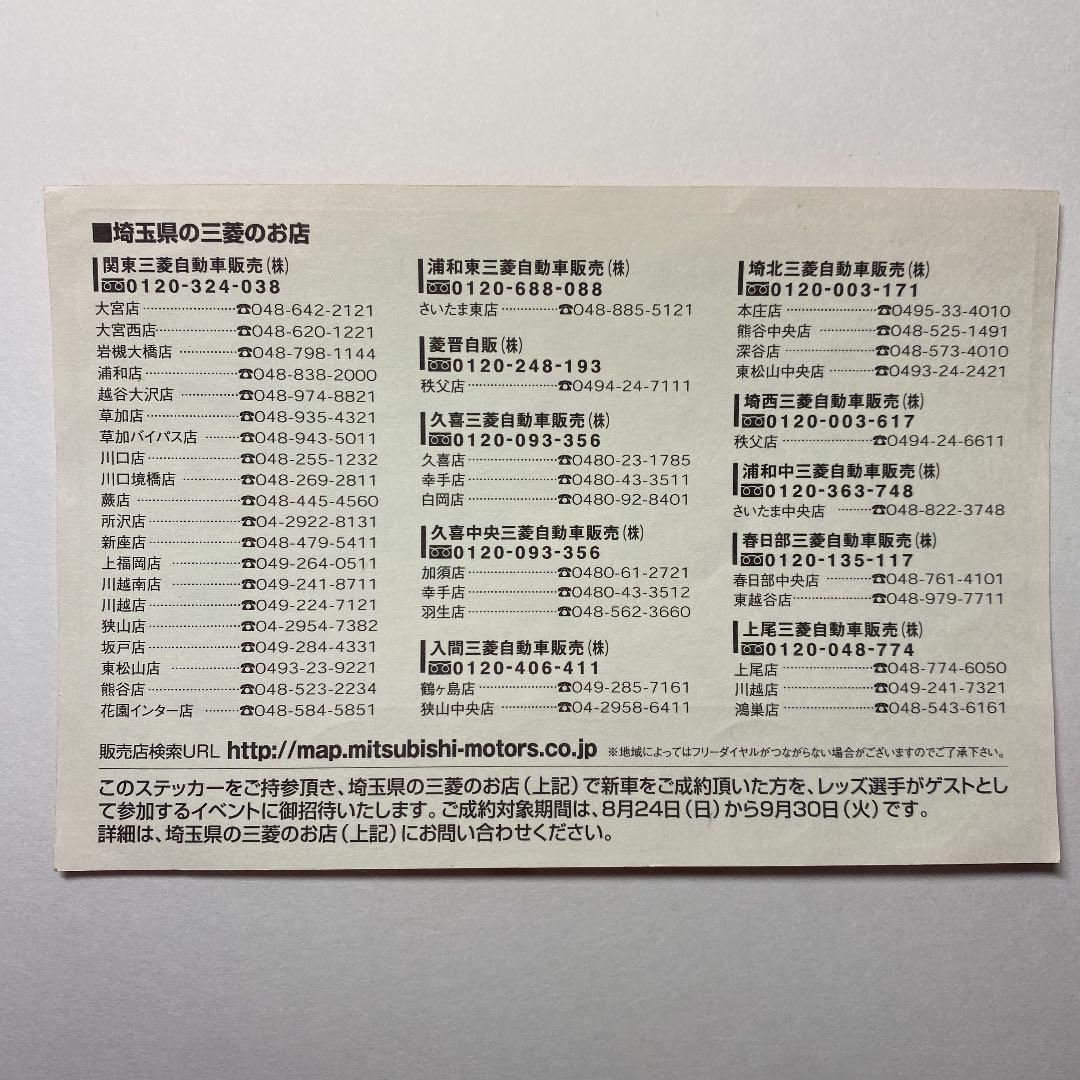 ■埼玉県の三菱のお店
関東三菱自動車販売(株)
0120-324-038
大宮店……………☎048-642-2121
大宮西店……………☎048-620-1221
岩槻大橋店……………☎048-798-1144
浦和店……………☎048-838-2000
越谷大沢店……………☎048-974-8821
草加店……………☎048-935-4321
草加バイパス店………☎048-943-5011
川口店……………☎048-255-1232
川口境橋店……………☎048-269-2811
蕨店……………☎048-445-4560
所沢店……………☎04-2922-8131
新座店……………☎048-479-5411
上福岡店……………☎049-264-0511
川越南店……………☎049-241-8711
川越店……………☎049-224-7121
狭山店……………☎04-2954-7382
坂戸店……………☎049-284-4331
東松山店……………☎0493-23-9221
熊谷店……………☎048-523-2234
花園インター店………☎048-584-5851
浦和東三菱自動車販売(株)
0120-688-088
さいたま東店…………☎048-885-5121
菱晋自販(株)
0120-248-193
秩父店……………☎0494-24-7111
久喜三菱自動車販売(株)
0120-093-356
久喜店……………☎0480-23-1785
幸手店……………☎0480-43-3511
白岡店……………☎0480-92-8401
久喜中央三菱自動車販売(株)
0120-093-356
加須店……………☎0480-61-2721
幸手店……………☎0480-43-3512
羽生店……………☎048-562-3660
入間三菱自動車販売(株)
0120-406-411
鶴ヶ島店……………☎049-285-7161
狭山中央店……………☎04-2958-6411
埼北三菱自動車販売(株)
0120-003-171
本庄店……………☎0495-33-4010
熊谷中央店…………☎048-525-1491
深谷店……………☎048-573-4010
東松山中央店………☎0493-24-2421
埼西三菱自動車販売(株)
0120-003-617
秩父店……………☎0494-24-6611
浦和中三菱自動車販売(株)
0120-363-748
さいたま中央店………☎048-822-3748
春日部三菱自動車販売(株)
0120-135-117
春日部中央店…………☎048-761-4101
東越谷店……………☎048-979-7711
上尾三菱自動車販売(株)
0120-048-774
上尾店……………☎048-774-6050
川越店……………☎049-241-7321
鴻巣店……………☎048-543-6161
販売店検索URL http://map.mitsubishi-motors.co.jp ※地域によってはフリーダイヤルがつながらない場合がございますのでご了承下さい。
このステッカーをご持参頂き、埼玉県の三菱のお店(上記)で新車をご成約頂いた方を、レッズ選手がゲストとし
て参加するイベントに御招待いたします。ご成約対象期間は、8月24日(日)から9月30日(火)です。
詳細は、埼玉県の三菱のお店(上記)にお問い合わせください。